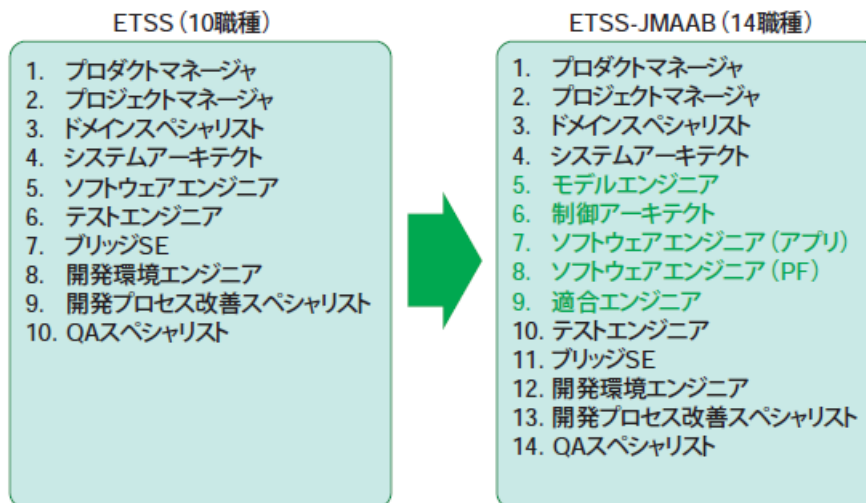 ETSS（10職種）
1. プロダクトマネージャ
2. プロジェクトマネージャ
3. ドメインスペシャリスト
4. システムアーキテクト
5. ソフトウェアエンジニア
6. テストエンジニア
7. ブリッジSE
8. 開発環境エンジニア
9. 開発プロセス改善スペシャリスト
10. QAスペシャリスト
ETSS-JMAAB（14職種）
1. プロダクトマネージャ
2. プロジェクトマネージャ
3. ドメインスペシャリスト
4. システムアーキテクト
5. モデルエンジニア
6. 制御アーキテクト
7. ソフトウェアエンジニア（アプリ）
8. ソフトウェアエンジニア（PF）
9. 適合エンジニア
10. テストエンジニア
11. ブリッジSE
12. 開発環境エンジニア
13. 開発プロセス改善スペシャリスト
14. QAスペシャリスト